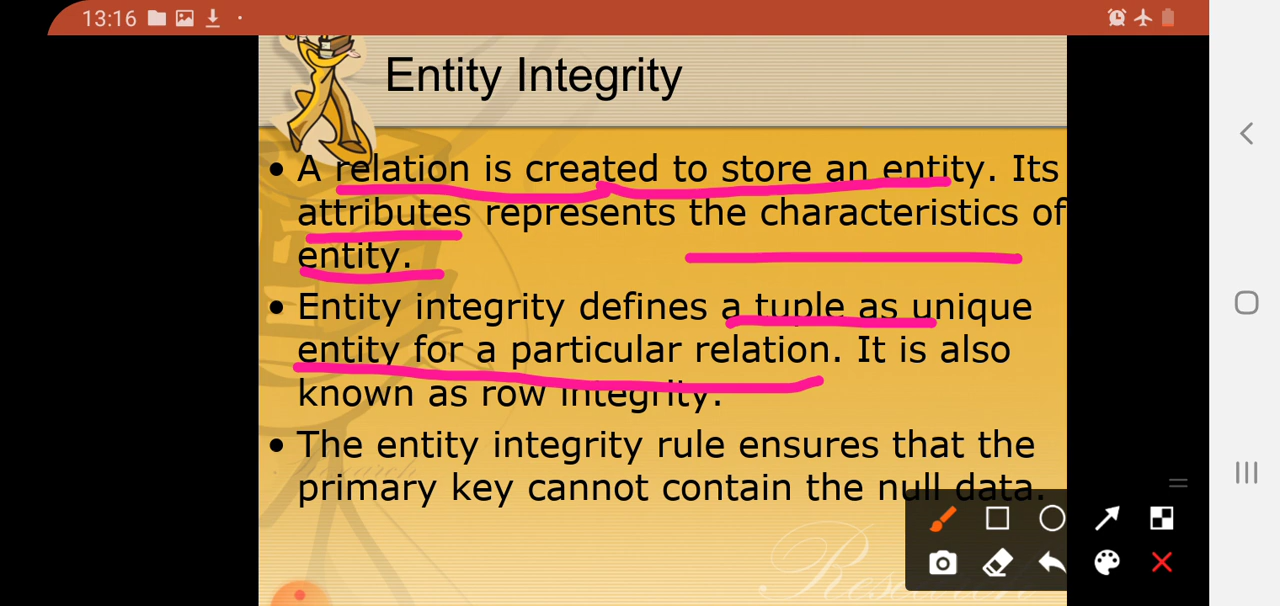 13:16
Entity Integrity
• A relation is created to store an entity. Its
attributes represents the characteristics of
entity.
• Entity integrity defines a tuple as unique
entity for a particular relation. It is also
known as row integrity.
• The entity integrity rule ensures that the
primary key cannot contain the null data.
Research